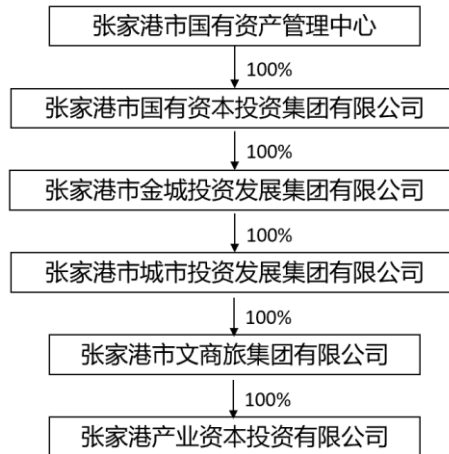 张家港市国有资产管理中心
100%
张家港市国有资本投资集团有限公司
100%
张家港市金城投资发展集团有限公司
100%
张家港市城市投资发展集团有限公司
100%
张家港市文商旅集团有限公司
100%
张家港产业资本投资有限公司